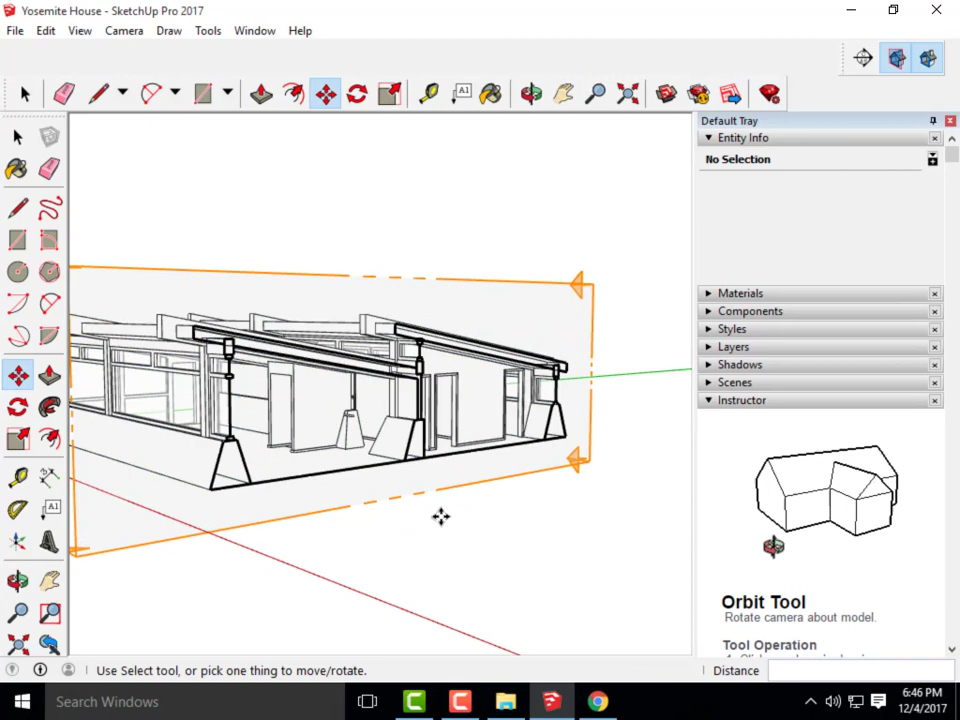 Yosemite House - SketchUp Pro 2017
File Edit View Camera Draw Tools Window Help
A1
Default Tray
Entity Info
No Selection
Materials
Components
Styles
Layers
Shadows
Scenes
Instructor
A1
Orbit Tool
Rotate camera about model.
Tool Operation
Use Select tool, or pick one thing to move/rotate.
Distance
Search Windows
6:46 PM
12/4/2017